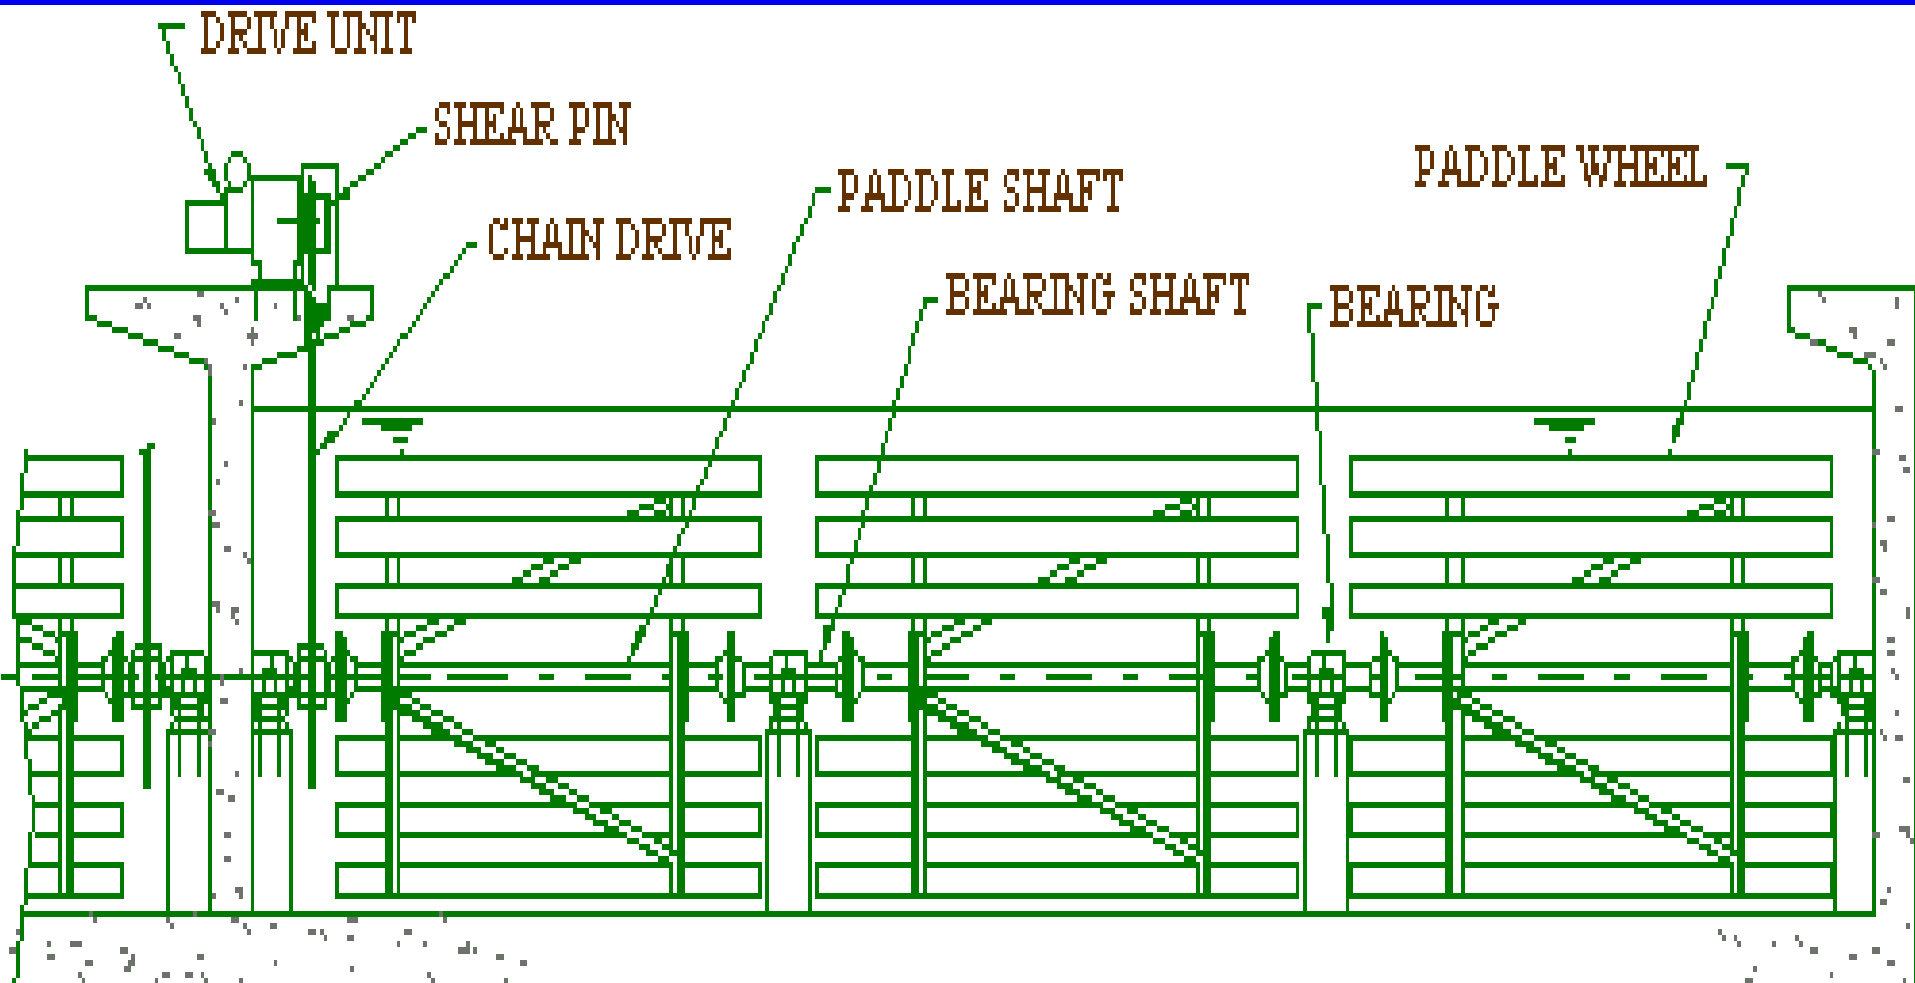 DRIVE UNIT
SHEAR PIN
PADDLE SHAFT
PADDLE WHEEL
CHAIN DRIVE
BEARING SHAFT
BEARING